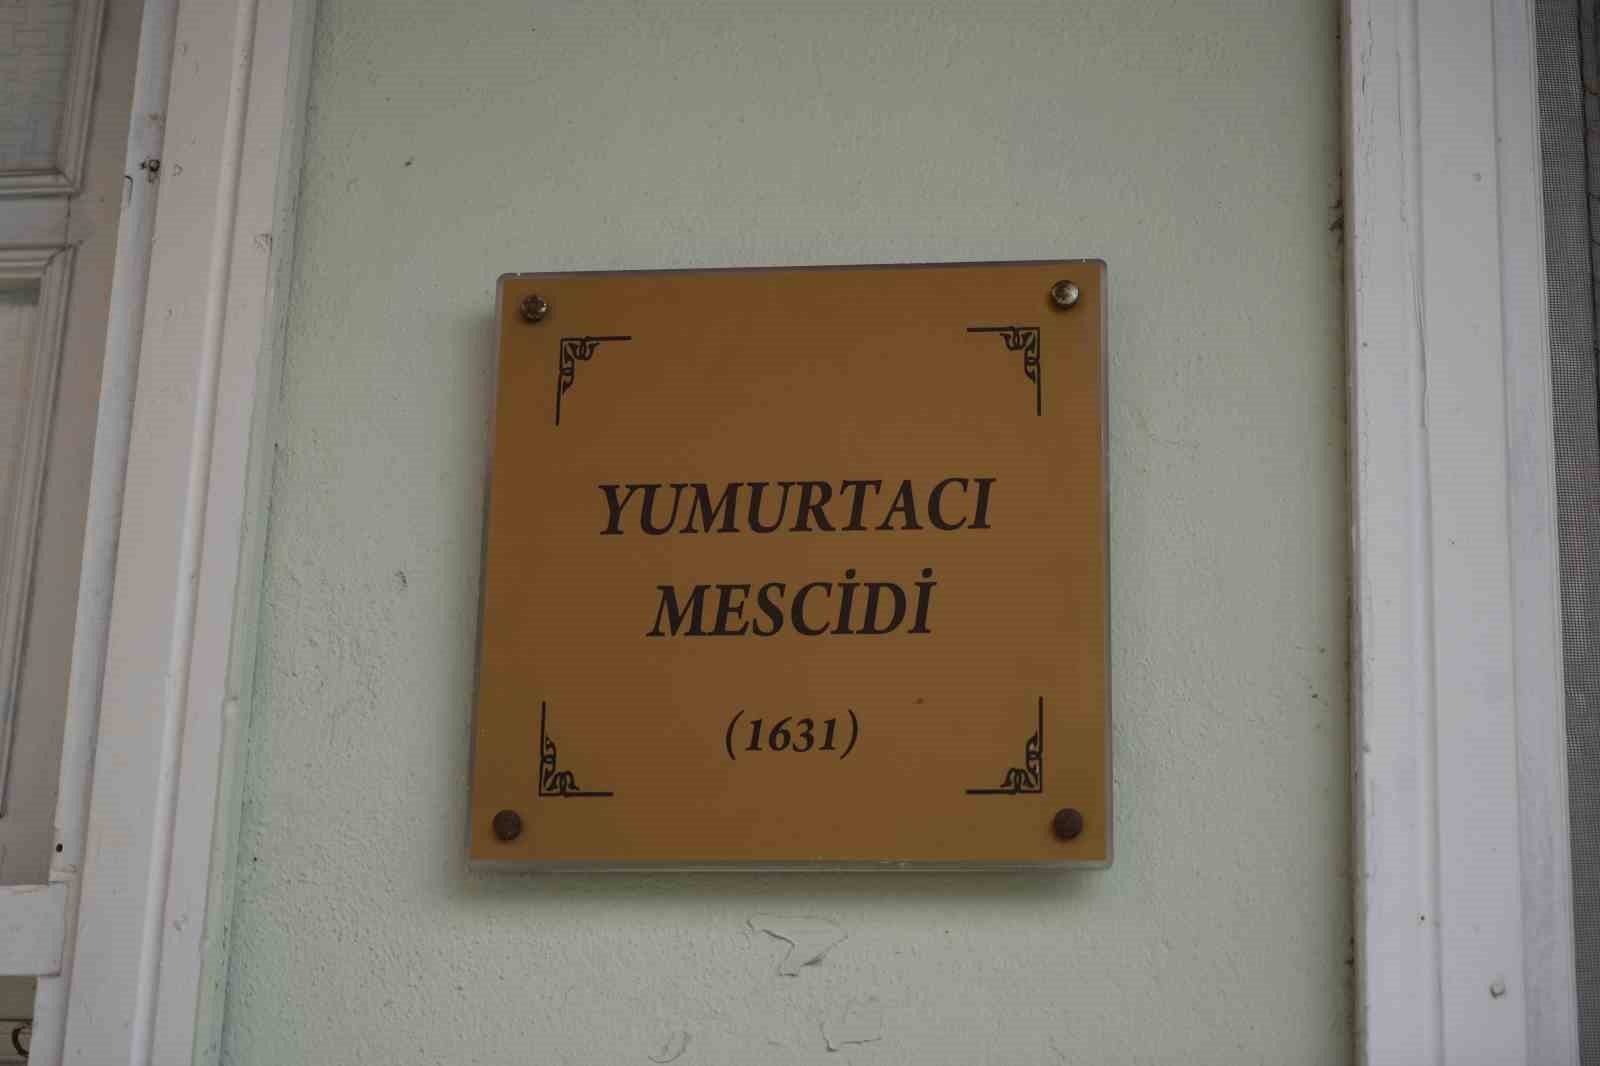 YUMURTACI
MESCİDİ
(1631)